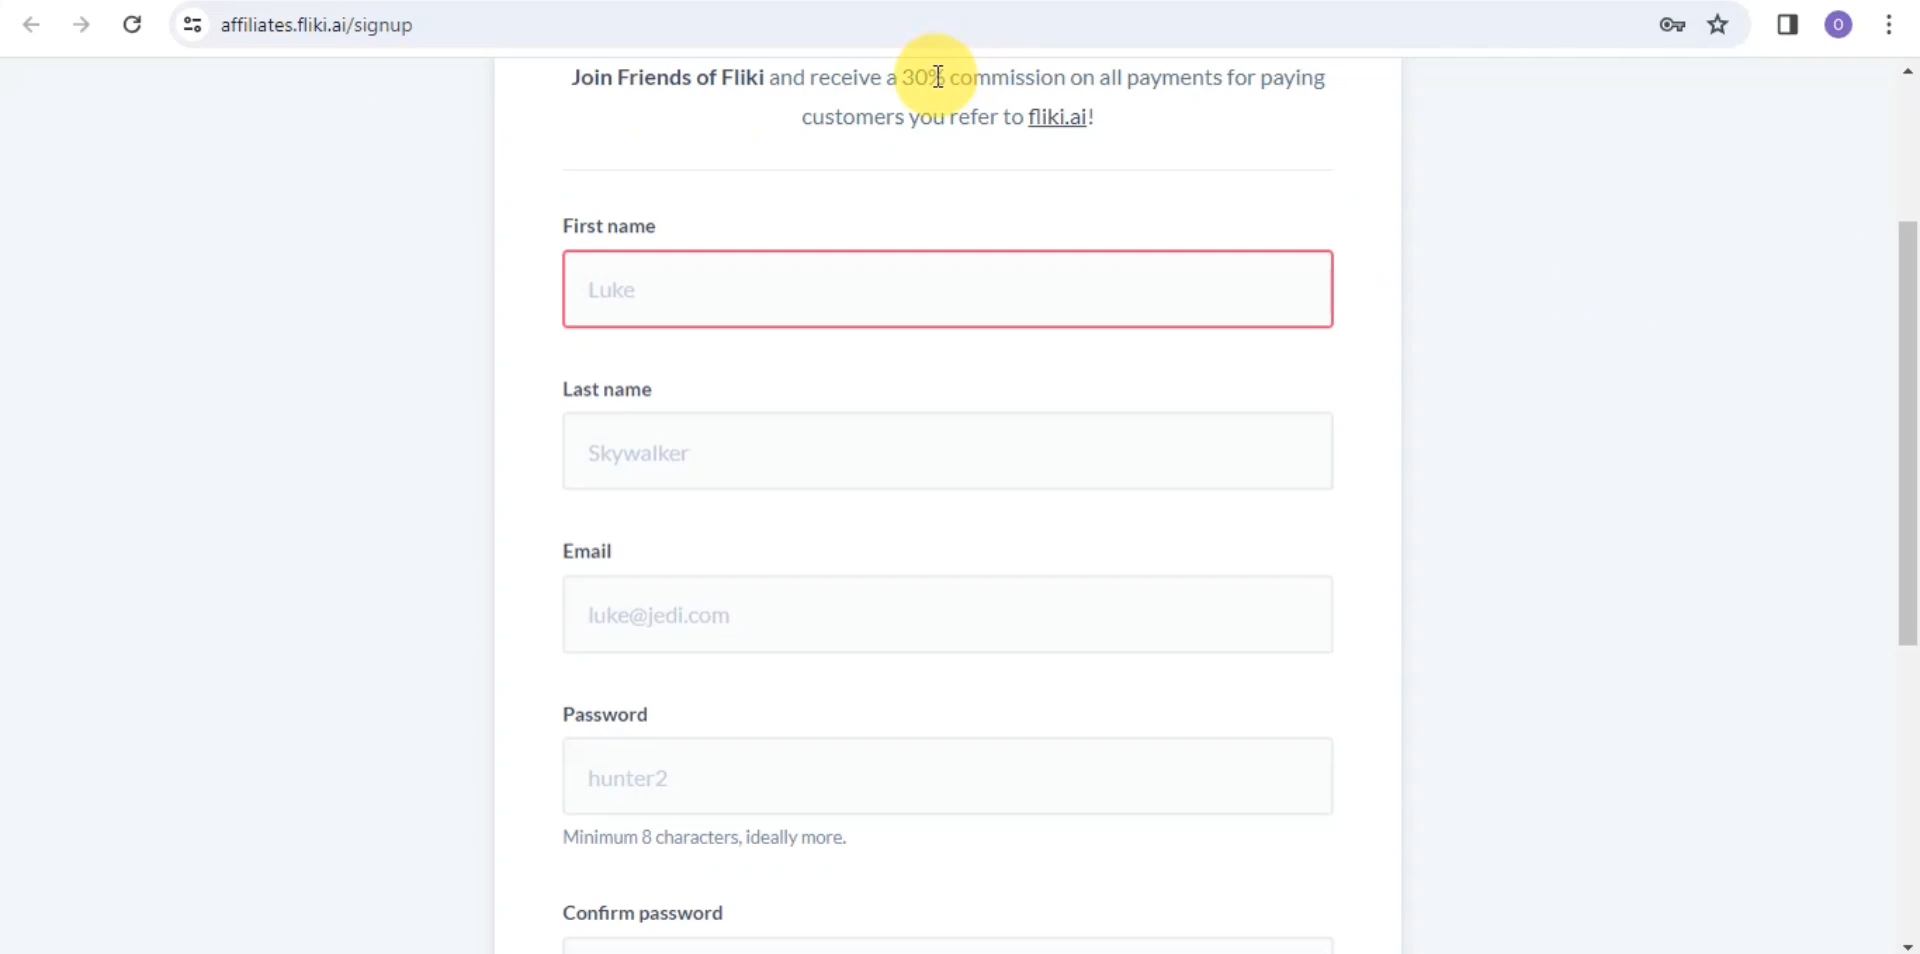 affiliates.fliki.ai/signup
O
Join Friends of Fliki and receive a 30% commission on all payments for paying
customers you refer to fliki.ai!
First name
Luke
Last name
Skywalker
Email
luke@jedi.com
Password
hunter2
Minimum 8 characters, ideally more.
Confirm password